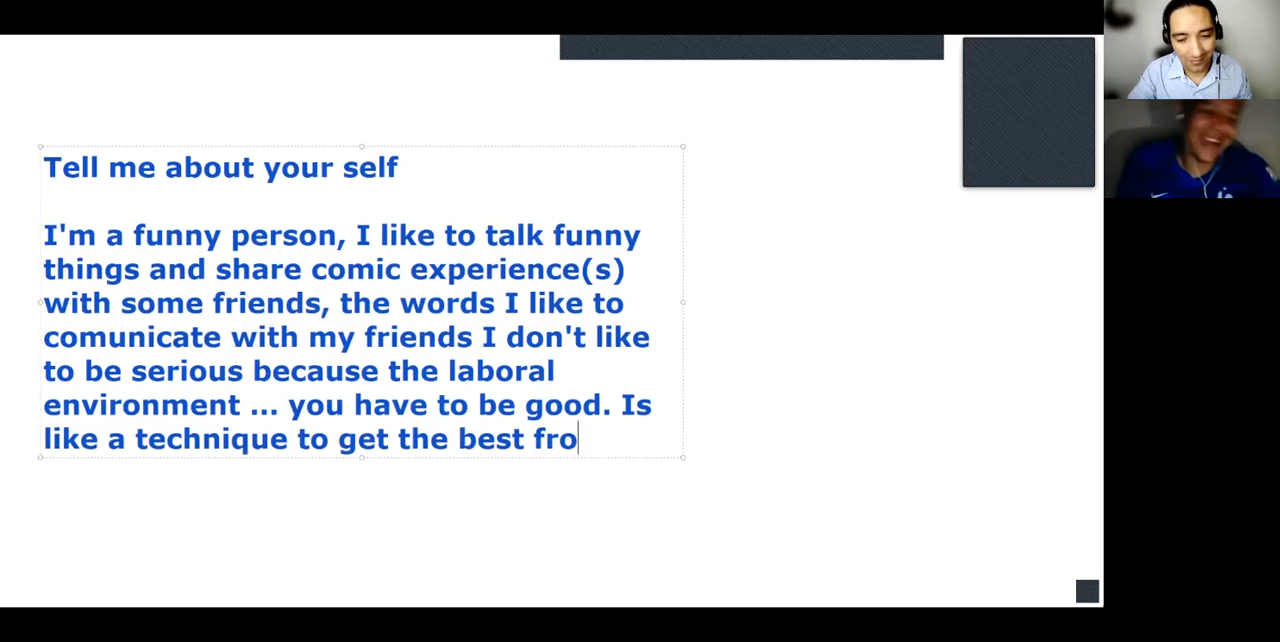 Tell me about your self
I'm a funny person, I like to talk funny
things and share comic experience(s)
with some friends, the words I like to
comunicate with my friends I don't like
to be serious because the laboral
environment ... you have to be good. Is
like a technique to get the best fro